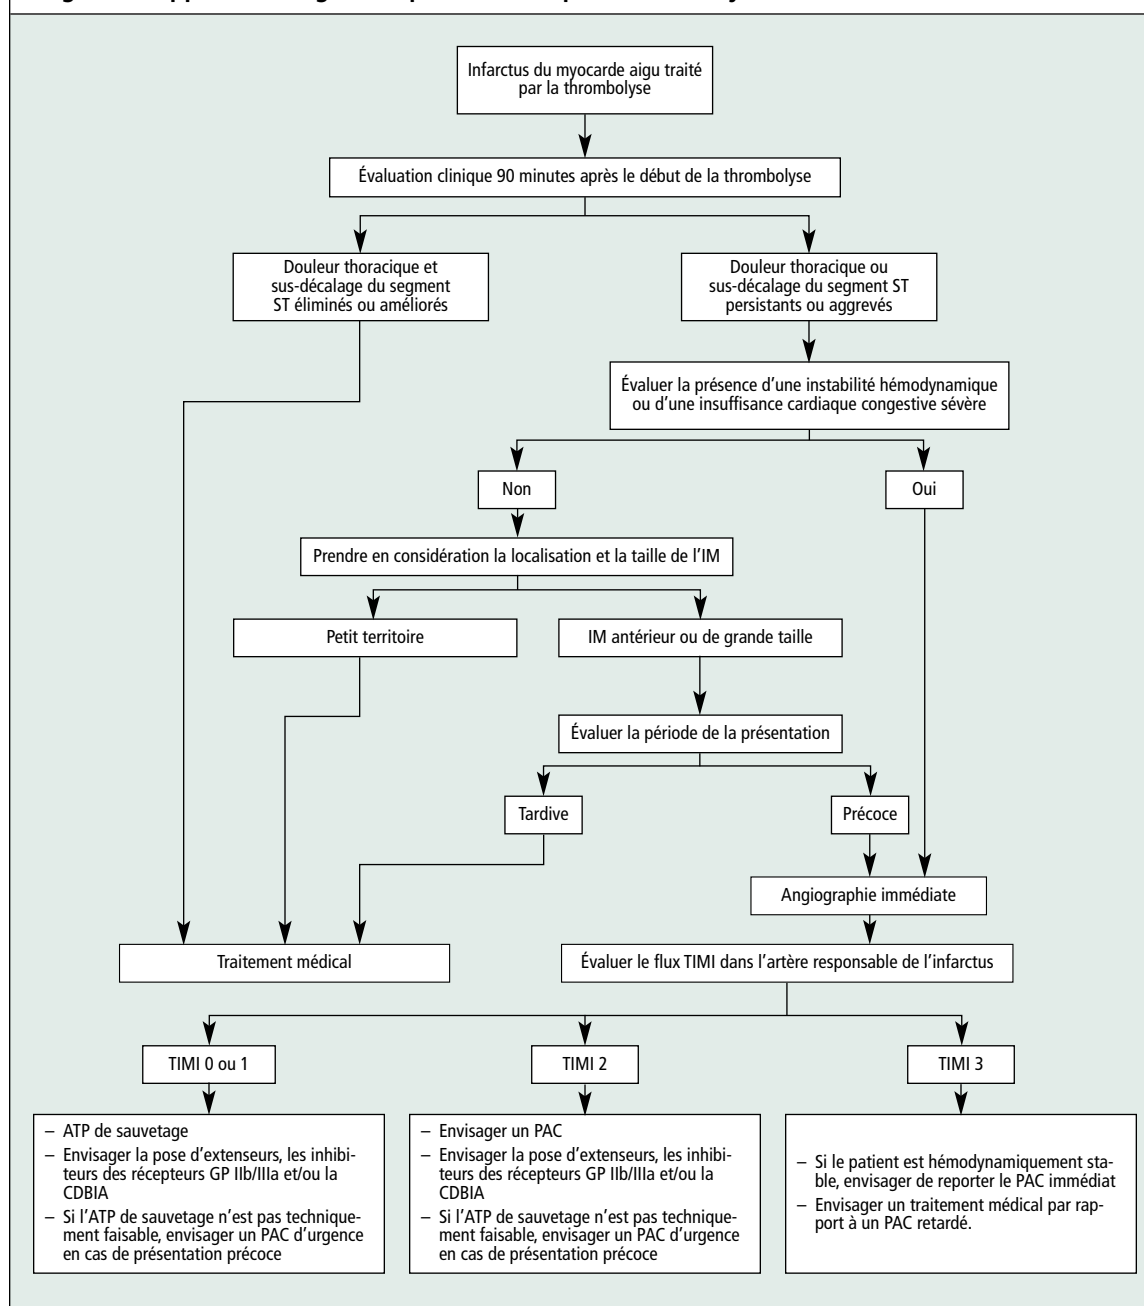 Infarctus du myocarde aigu traité
par la thrombolyse
Évaluation clinique 90 minutes après le début de la thrombolyse
Douleur thoracique et
sus-décalage du segment
ST éliminés ou améliorés
Douleur thoracique ou
sus-décalage du segment ST
persistants ou aggrevés
Évaluer la présence d'une instabilité hémodynamique
ou d'une insuffisance cardiaque congestive sévère
Non
Oui
Prendre en considération la localisation et la taille de l'IM
Petit territoire
IM antérieur ou de grande taille
Évaluer la période de la présentation
Tardive
Précoce
Angiographie immédiate
Traitement médical
Évaluer le flux TIMI dans l'artère responsable de l'infarctus
TIMI 0 ou 1
TIMI 2
TIMI 3
– ATP de sauvetage
– Envisager la pose d'extenseurs, les inhibi-
teurs des récepteurs GP IIb/IIIa et/ou la
CDBIA
– Si l'ATP de sauvetage n'est pas technique-
ment faisable, envisager un PAC d'urgence
en cas de présentation précoce
– Envisager un PAC
– Envisager la pose d'extenseurs, les inhibi-
teurs des récepteurs GP IIb/IIIa et/ou la
CDBIA
– Si l'ATP de sauvetage n'est pas technique-
ment faisable, envisager un PAC d'urgence
en cas de présentation précoce
– Si le patient est hémodynamiquement sta-
ble, envisager de reporter le PAC immédiat
– Envisager un traitement médical par rap-
port à un PAC retardé.